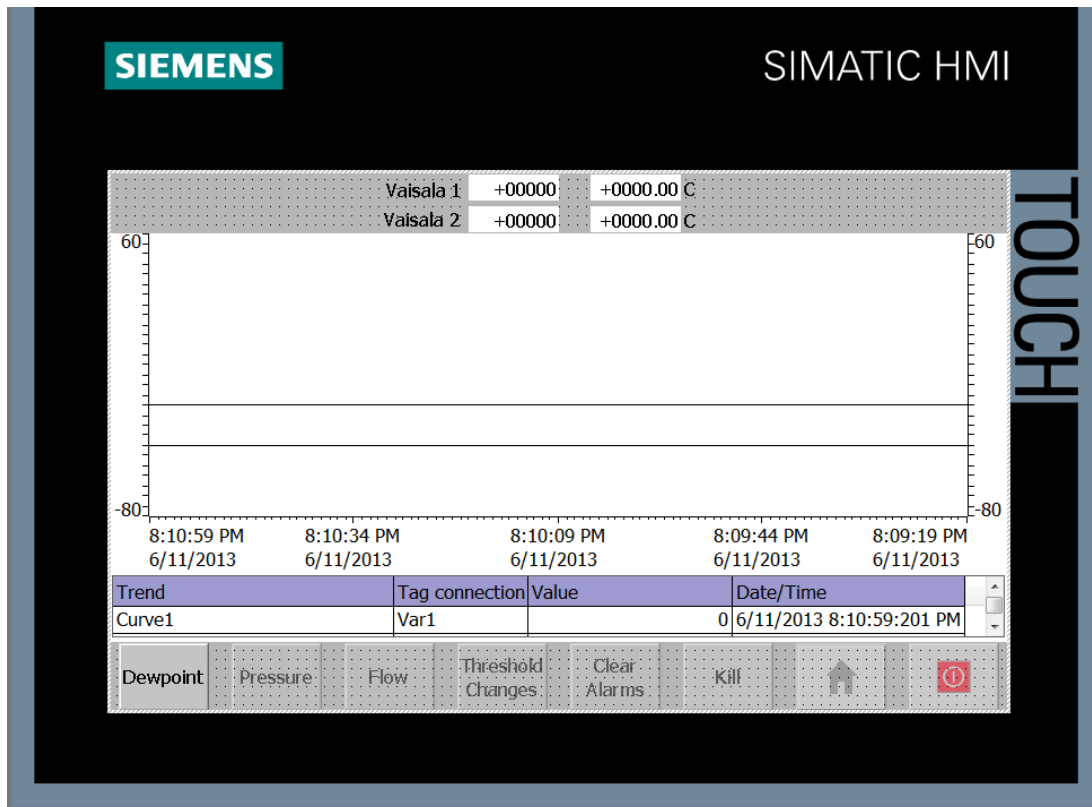 SIEMENS
SIMATIC HMI
TOUCH
Vaisala 1 +00000 +0000.00 C
Vaisala 2 +00000 +0000.00 C
60 60
-80 -80
8:10:59 PM 8:10:34 PM 8:10:09 PM 8:09:44 PM 8:09:19 PM
6/11/2013 6/11/2013 6/11/2013 6/11/2013 6/11/2013
Trend Tag connection Value Date/Time
Curve1 Var1 0 6/11/2013 8:10:59:201 PM
Dewpoint Pressure Flow Threshold Changes Clear Alarms Kill